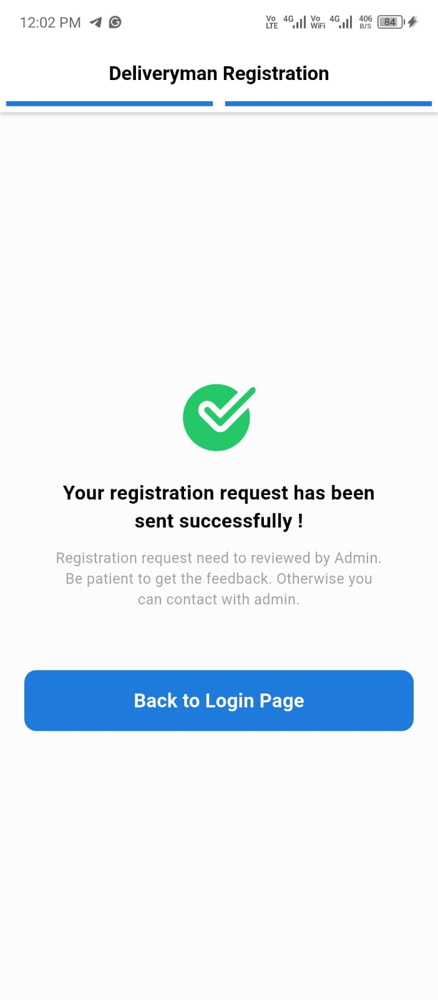 12:02 PM Vo LTE 4G Vo WiFi 4G 406 B/S 84
Deliveryman Registration
Your registration request has been
sent successfully !
Registration request need to reviewed by Admin.
Be patient to get the feedback. Otherwise you
can contact with admin.
Back to Login Page